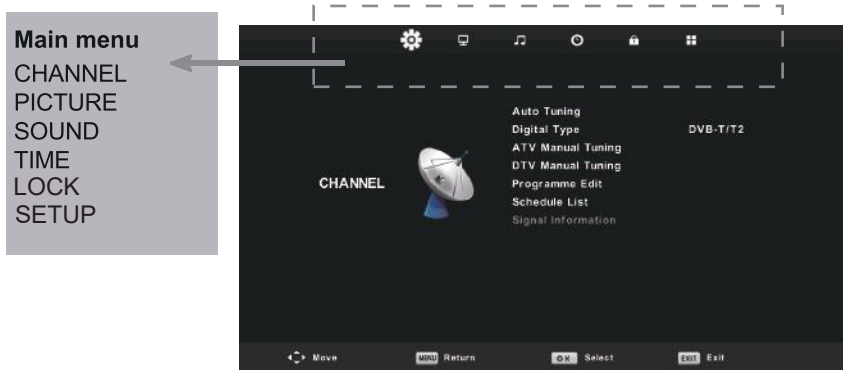 Main menu
CHANNEL
PICTURE
SOUND
TIME
LOCK
SETUP
Auto Tuning
Digital Type DVB-T/T2
ATV Manual Tuning
DTV Manual Tuning
CHANNEL
Programme Edit
Schedule List
Signal Information
Move MENU Return OK Select EXIT Exit